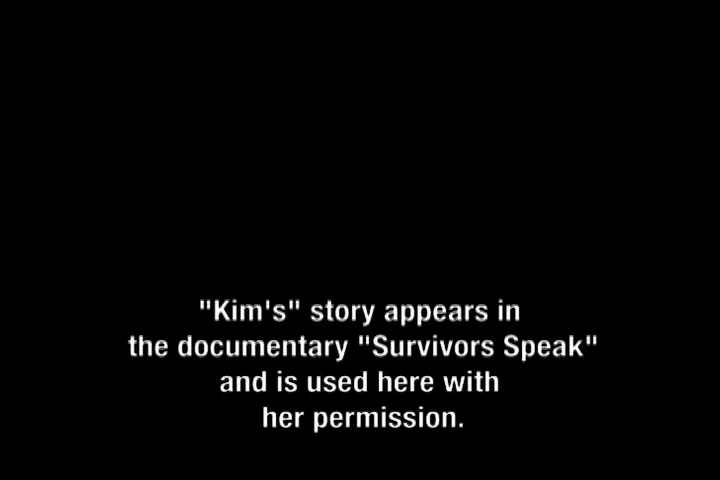 "Kim's" story appears in
the documentary "Survivors Speak"
and is used here with
her permission.